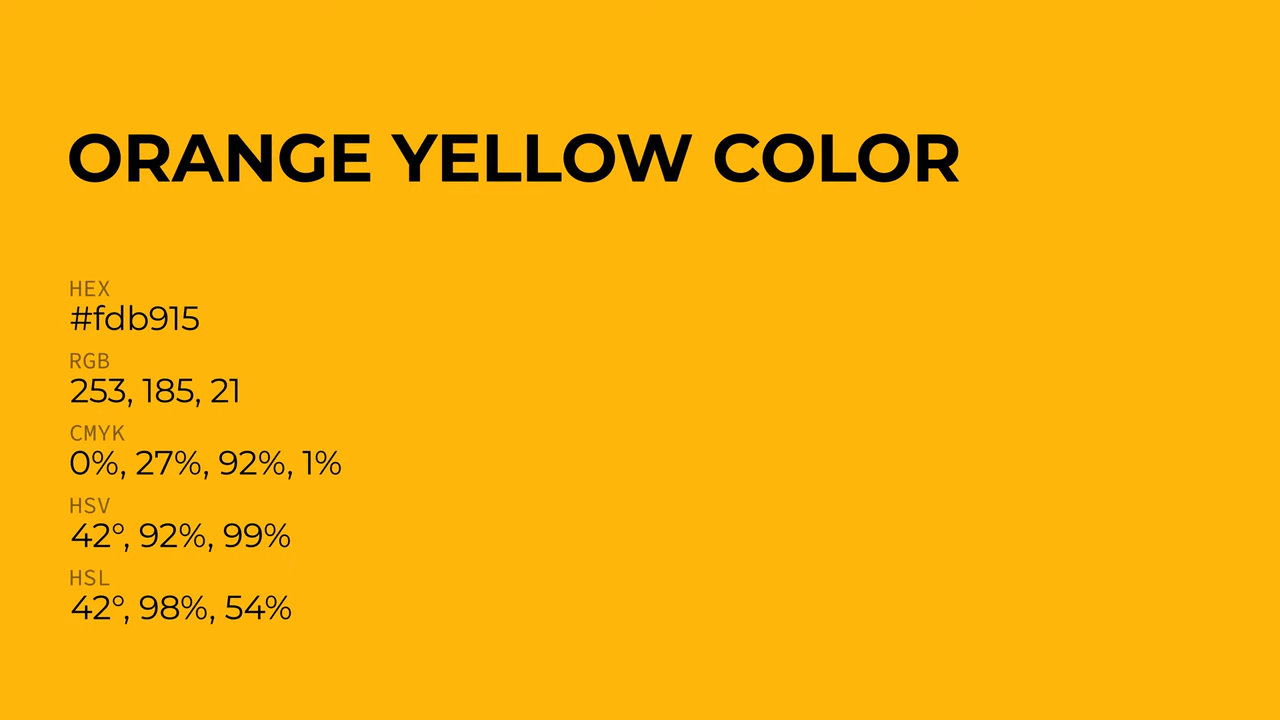 ORANGE YELLOW COLOR
HEX
#fdb915
RGB
253, 185, 21
CMYK
0%, 27%, 92%, 1%
HSV
42°, 92%, 99%
HSL
42°, 98%, 54%